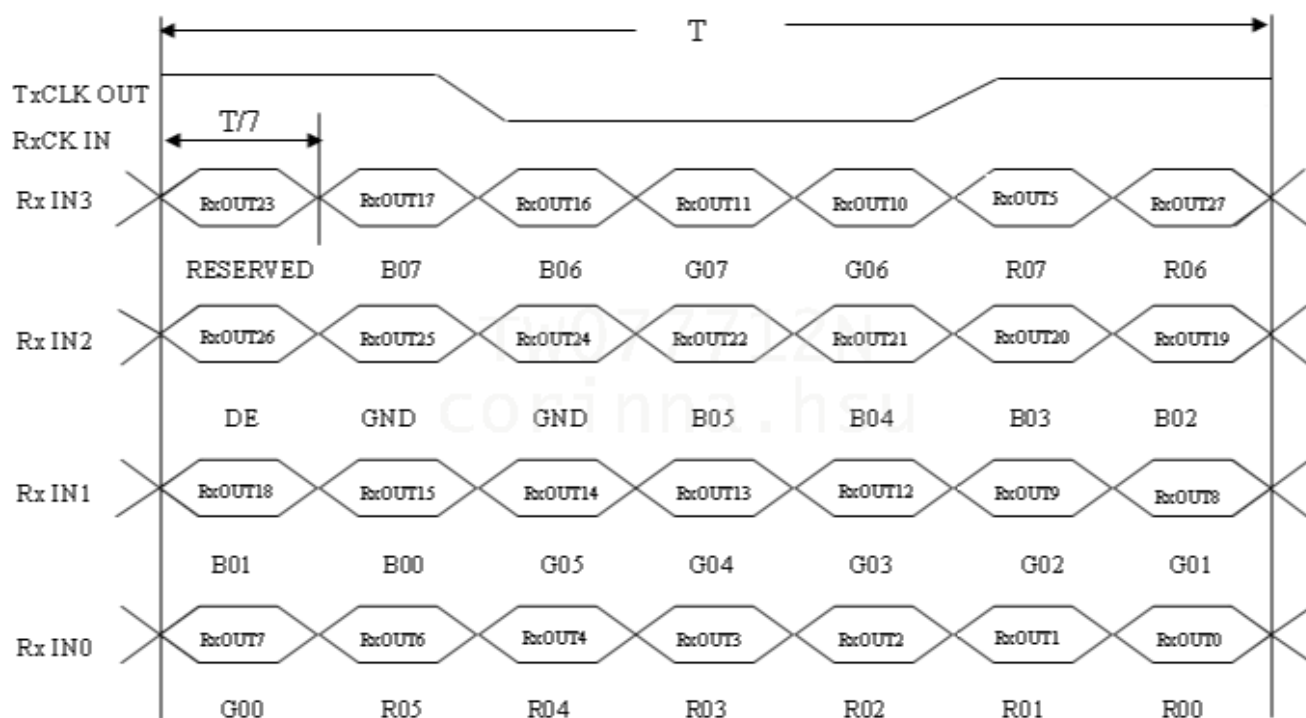 T
TxCLK OUT
T/7
RxCK IN
Rx IN3 RxOUT23 RxOUT17 RxOUT16 RxOUT11 RxOUT10 RxOUT5 RxOUT27
RESERVED B07 B06 G07 G06 R07 R06
Rx IN2 RxOUT26 RxOUT25 RxOUT24 RxOUT22 RxOUT21 RxOUT20 RxOUT19
TW077712N
DE GND GND B05 B04 B03 B02
corinna.hsu
Rx IN1 RxOUT18 RxOUT15 RxOUT14 RxOUT13 RxOUT12 RxOUT9 RxOUT8
B01 B00 G05 G04 G03 G02 G01
Rx IN0 RxOUT7 RxOUT6 RxOUT4 RxOUT3 RxOUT2 RxOUT1 RxOUT0
G00 R05 R04 R03 R02 R01 R00